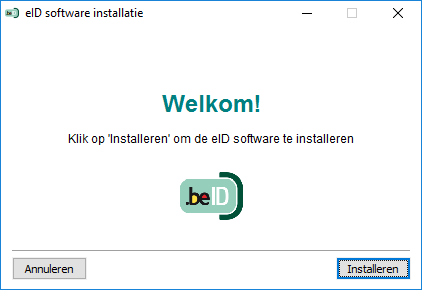 eID software installatie
Welkom!
Klik op 'Installeren' om de eID software te installeren
.beID
Annuleren
Installeren